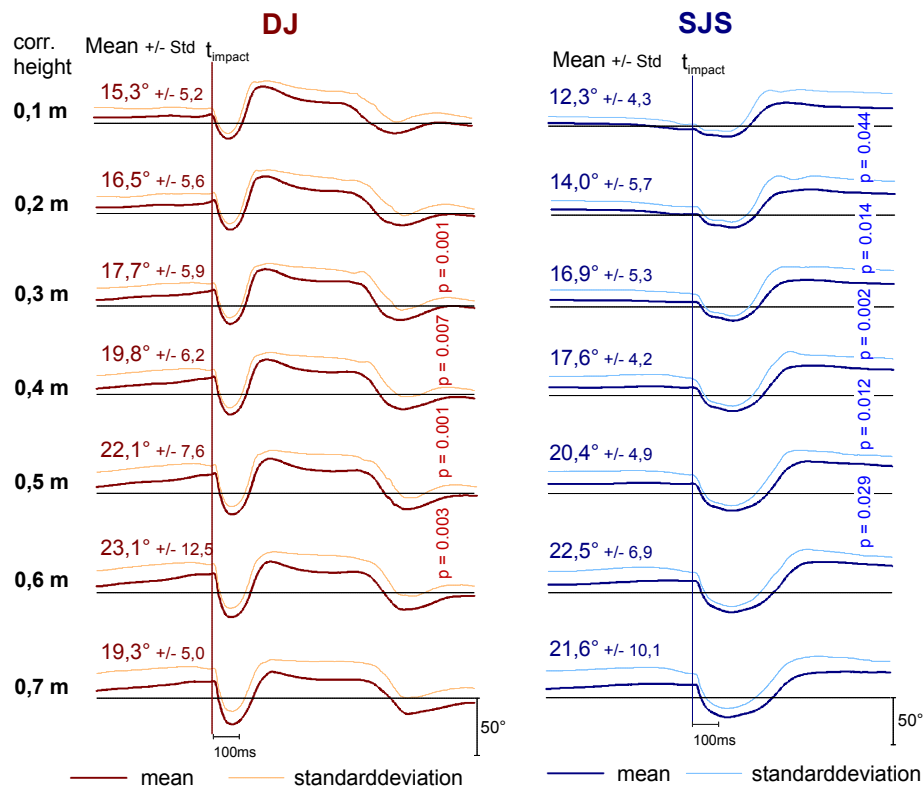 DJ
SJS
corr.
height
Mean +/- Std
t impact
Mean +/- Std
t impact
0,1 m
15,3° +/- 5,2
12,3° +/- 4,3
p = 0.044
0,2 m
16,5° +/- 5,6
14,0° +/- 5,7
p = 0.001
p = 0.014
0,3 m
17,7° +/- 5,9
16,9° +/- 5,3
p = 0.007
p = 0.002
0,4 m
19,8° +/- 6,2
17,6° +/- 4,2
p = 0.001
p = 0.012
0,5 m
22,1° +/- 7,6
20,4° +/- 4,9
p = 0.003
p = 0.029
0,6 m
23,1° +/- 12,5
22,5° +/- 6,9
0,7 m
19,3° +/- 5,0
21,6° +/- 10,1
50°
50°
100ms
100ms
mean
standarddeviation
mean
standarddeviation